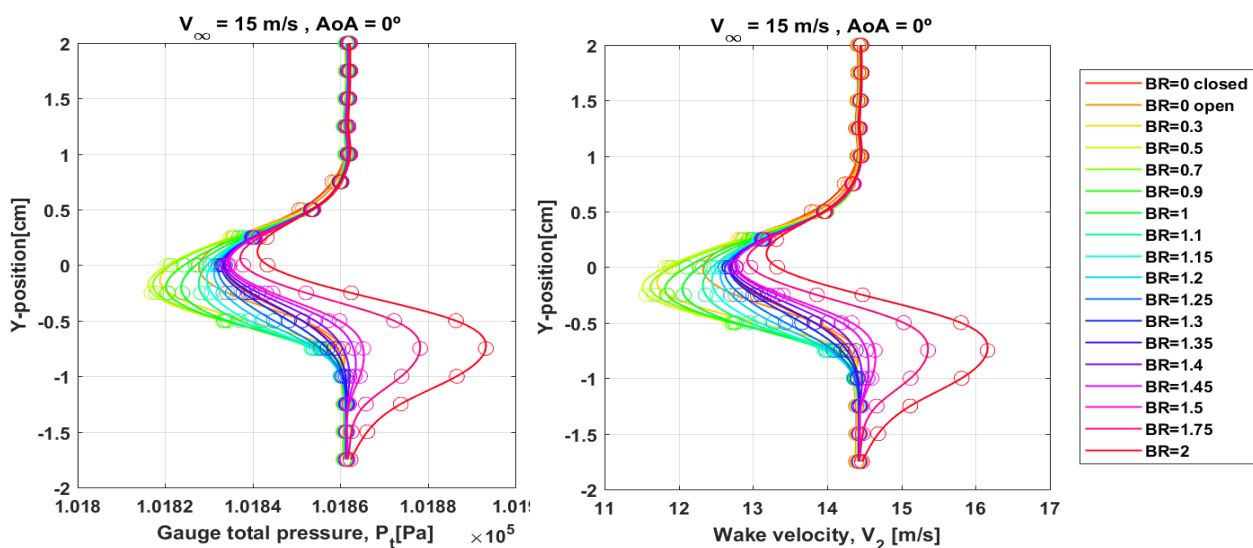 V∞ = 15 m/s , AoA = 0º
2
1.5
1
0.5
0
-0.5
-1
-1.5
-2
Y-position[cm]
1.018 1.0182 1.0184 1.0186 1.0188 1.019
Gauge total pressure, Pt[Pa] ×10^5
V∞ = 15 m/s , AoA = 0º
2
1.5
1
0.5
0
-0.5
-1
-1.5
-2
Y-position[cm]
11 12 13 14 15 16 17
Wake velocity, V2 [m/s]
BR=0 closed
BR=0 open
BR=0.3
BR=0.5
BR=0.7
BR=0.9
BR=1
BR=1.1
BR=1.15
BR=1.2
BR=1.25
BR=1.3
BR=1.35
BR=1.4
BR=1.45
BR=1.5
BR=1.75
BR=2